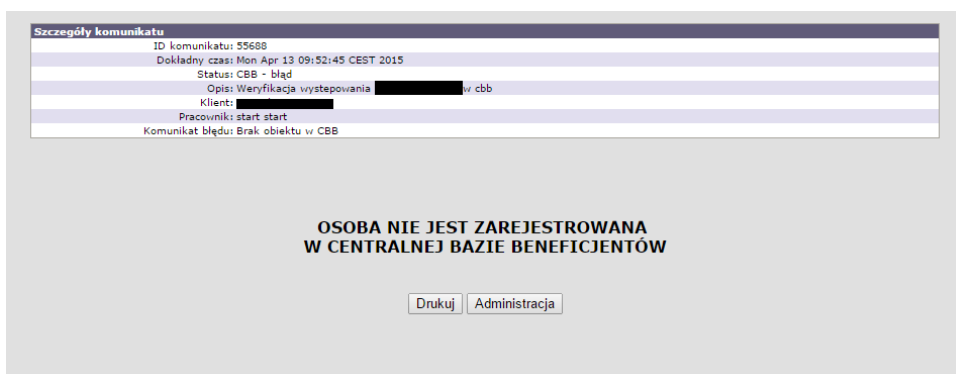 Szczegóły komunikatu
ID komunikatu: 55688
Dokładny czas: Mon Apr 13 09:52:45 CEST 2015
Status: CBB - błąd
Opis: Weryfikacja wystepowania w cbb
Klient:
Pracownik: start start
Komunikat błędu: Brak obiektu w CBB
OSOBA NIE JEST ZAREJESTROWANA
W CENTRALNEJ BAZIE BENEFICJENTÓW
Drukuj Administracja